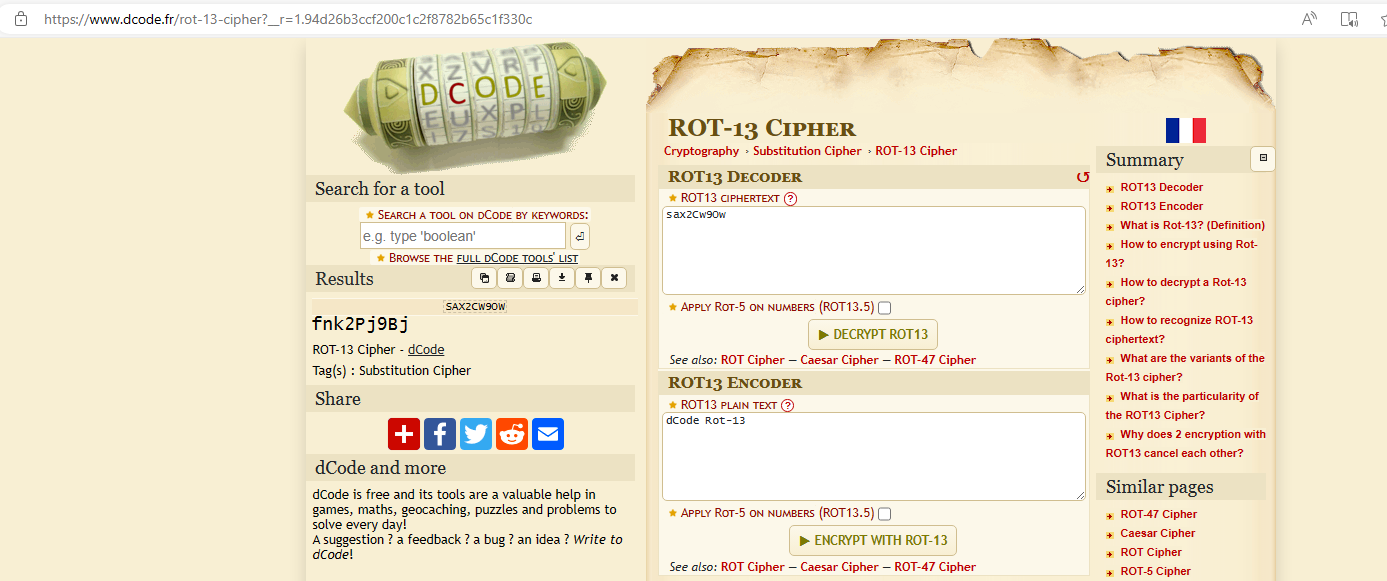 https://www.dcode.fr/rot-13-cipher?__r=1.94d26b3ccf200c1c2f8782b65c1f330c
DCODE
Search for a tool
★ Search a tool on dCode by keywords:
e.g. type 'boolean'
★ Browse the full dCode tools' list
Results
SAX2CW9OW
fnk2Pj9Bj
ROT-13 Cipher - dCode
Tag(s) : Substitution Cipher
Share
dCode and more
dCode is free and its tools are a valuable help in
games, maths, geocaching, puzzles and problems to
solve every day!
A suggestion ? a feedback ? a bug ? an idea ? Write to
dCode!
ROT-13 Cipher
Cryptography › Substitution Cipher › ROT-13 Cipher
ROT13 Decoder
★ ROT13 ciphertext ?
sax2Cw9Ow
★ Apply Rot-5 on numbers (ROT13.5)
▶ DECRYPT ROT13
See also: ROT Cipher — Caesar Cipher — ROT-47 Cipher
ROT13 Encoder
★ ROT13 plain text ?
dCode Rot-13
★ Apply Rot-5 on numbers (ROT13.5)
▶ ENCRYPT WITH ROT-13
See also: ROT Cipher — Caesar Cipher — ROT-47 Cipher
Summary
ROT13 Decoder
ROT13 Encoder
What is Rot-13? (Definition)
How to encrypt using Rot-
13?
How to decrypt a Rot-13
cipher?
How to recognize ROT-13
ciphertext?
What are the variants of the
Rot-13 cipher?
What is the particularity of
the ROT13 Cipher?
Why does 2 encryption with
ROT13 cancel each other?
Similar pages
ROT-47 Cipher
Caesar Cipher
ROT Cipher
ROT-5 Cipher